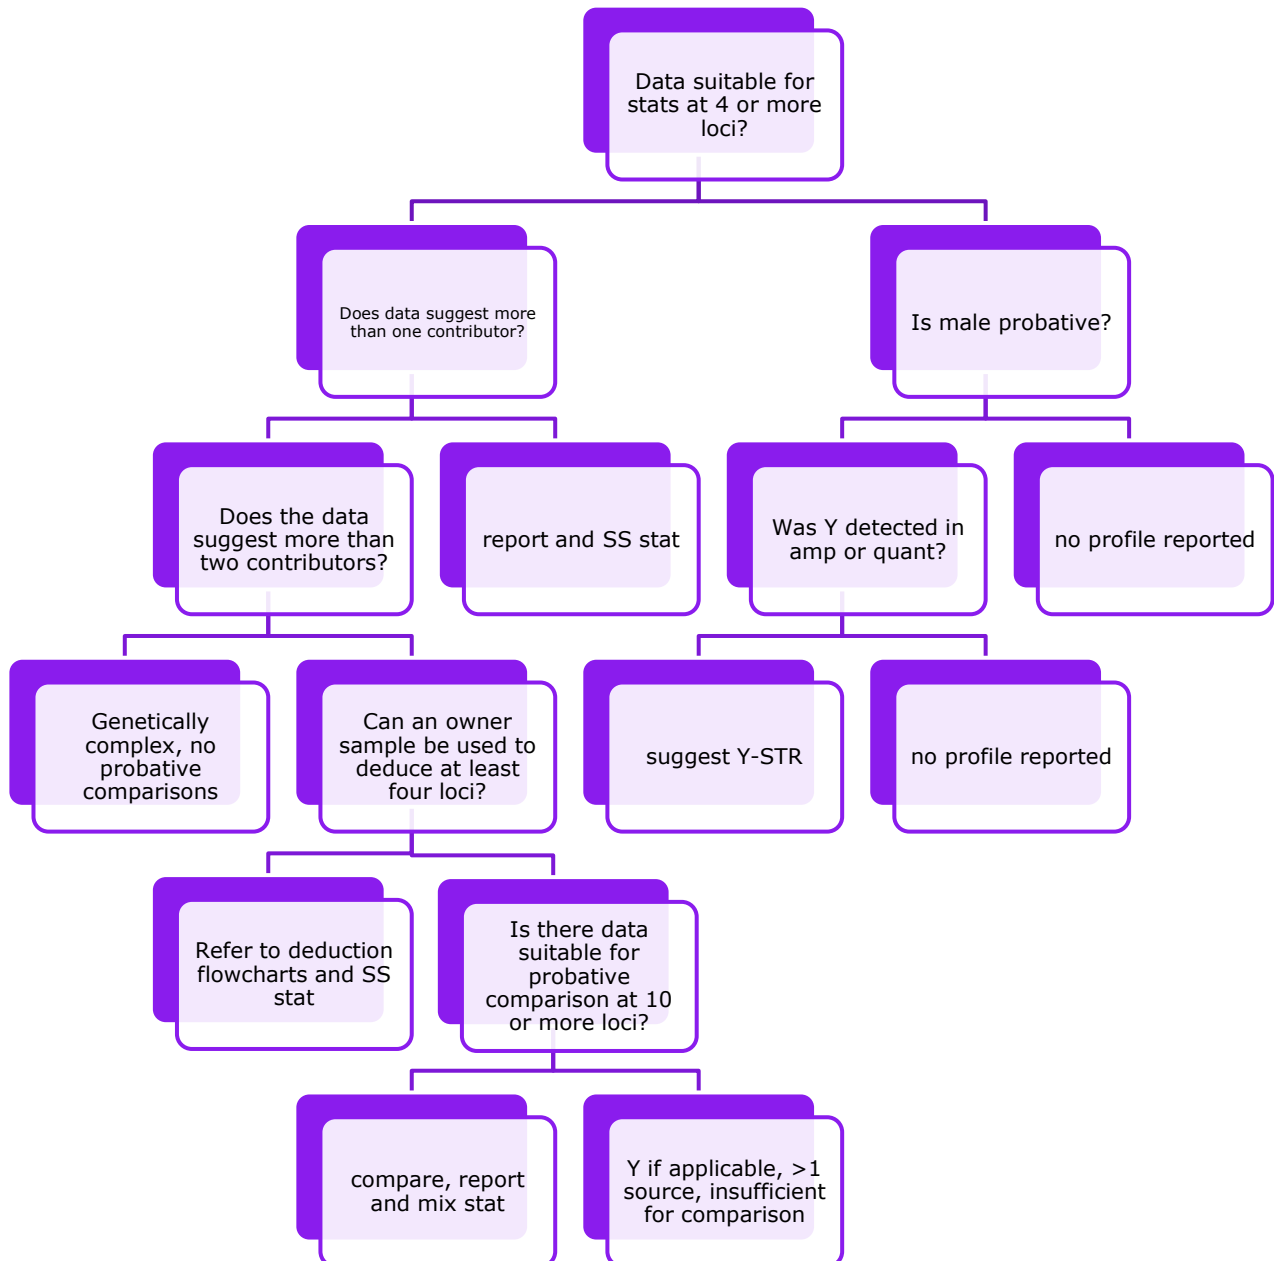 Data suitable for
stats at 4 or more
loci?
Does data suggest more
than one contributor?
Is male probative?
Does the data
suggest more than
two contributors?
report and SS stat
Was Y detected in
amp or quant?
no profile reported
Genetically
complex, no
probative
comparisons
Can an owner
sample be used to
deduce at least
four loci?
suggest Y-STR
no profile reported
Refer to deduction
flowcharts and SS
stat
Is there data
suitable for
probative
comparison at 10
or more loci?
compare, report
and mix stat
Y if applicable, >1
source, insufficient
for comparison